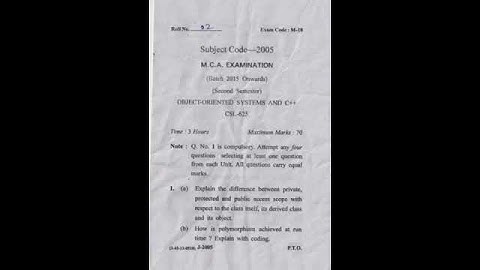 Roll No. 52 Exam Code : M-18
Subject Code—2005
M.C.A. EXAMINATION
(Batch 2015 Onwards)
(Second Semester)
OBJECT-ORIENTED SYSTEMS AND C++
CSL-625
Time : 3 Hours Maximum Marks : 70
Note : Q. No. 1 is compulsory. Attempt any four
questions selecting at least one question
from each Unit. All questions carry equal
marks.
1. (a) Explain the difference between private,
protected and public access scope with
respect to the class itself, its derived class
and its object.
(b) How is polymorphism achieved at run
time ? Explain with coding.
J-2005 P.T.O.